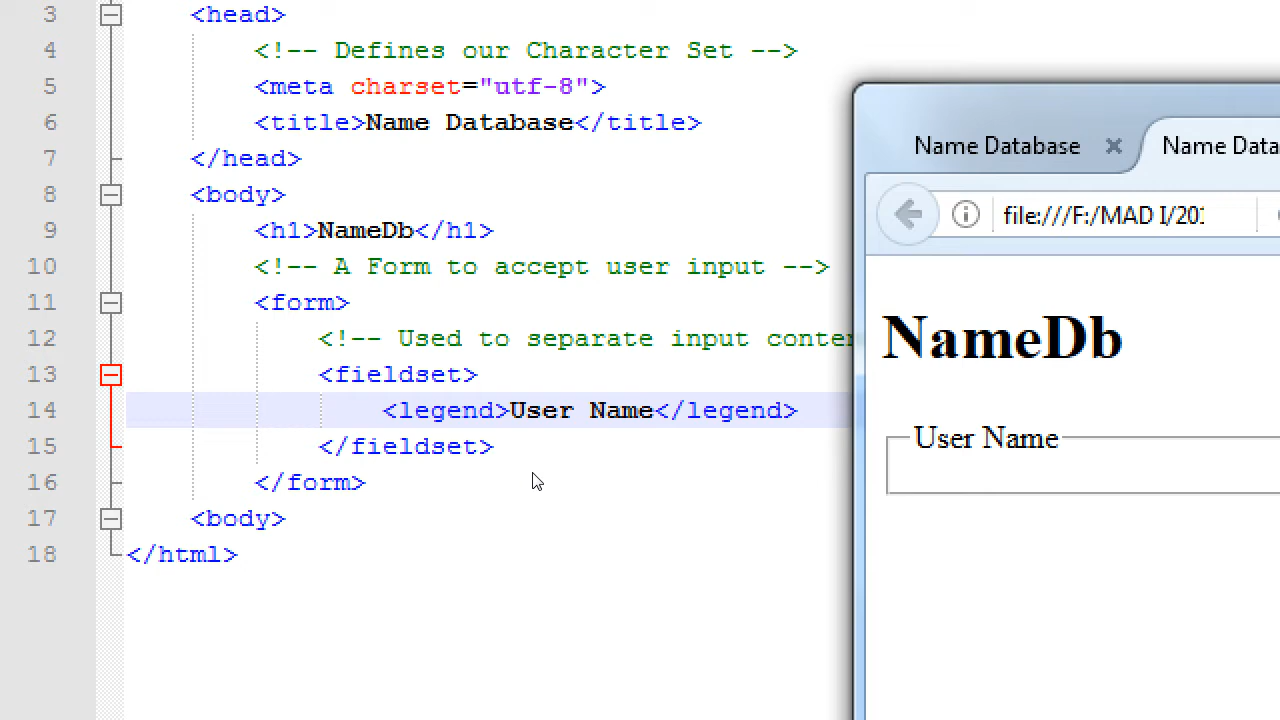 3 <head>
4 <!-- Defines our Character Set -->
5 <meta charset="utf-8">
6 <title>Name Database</title>
7 </head>
8 <body>
9 <h1>NameDb</h1>
10 <!-- A Form to accept user input -->
11 <form>
12 <!-- Used to separate input
13 <fieldset>
14 <legend>User Name</legend>
15 </fieldset>
16 </form>
17 <body>
18 </html>
Name Database
Name Data
file:///F:/MAD I/20
NameDb
User Name